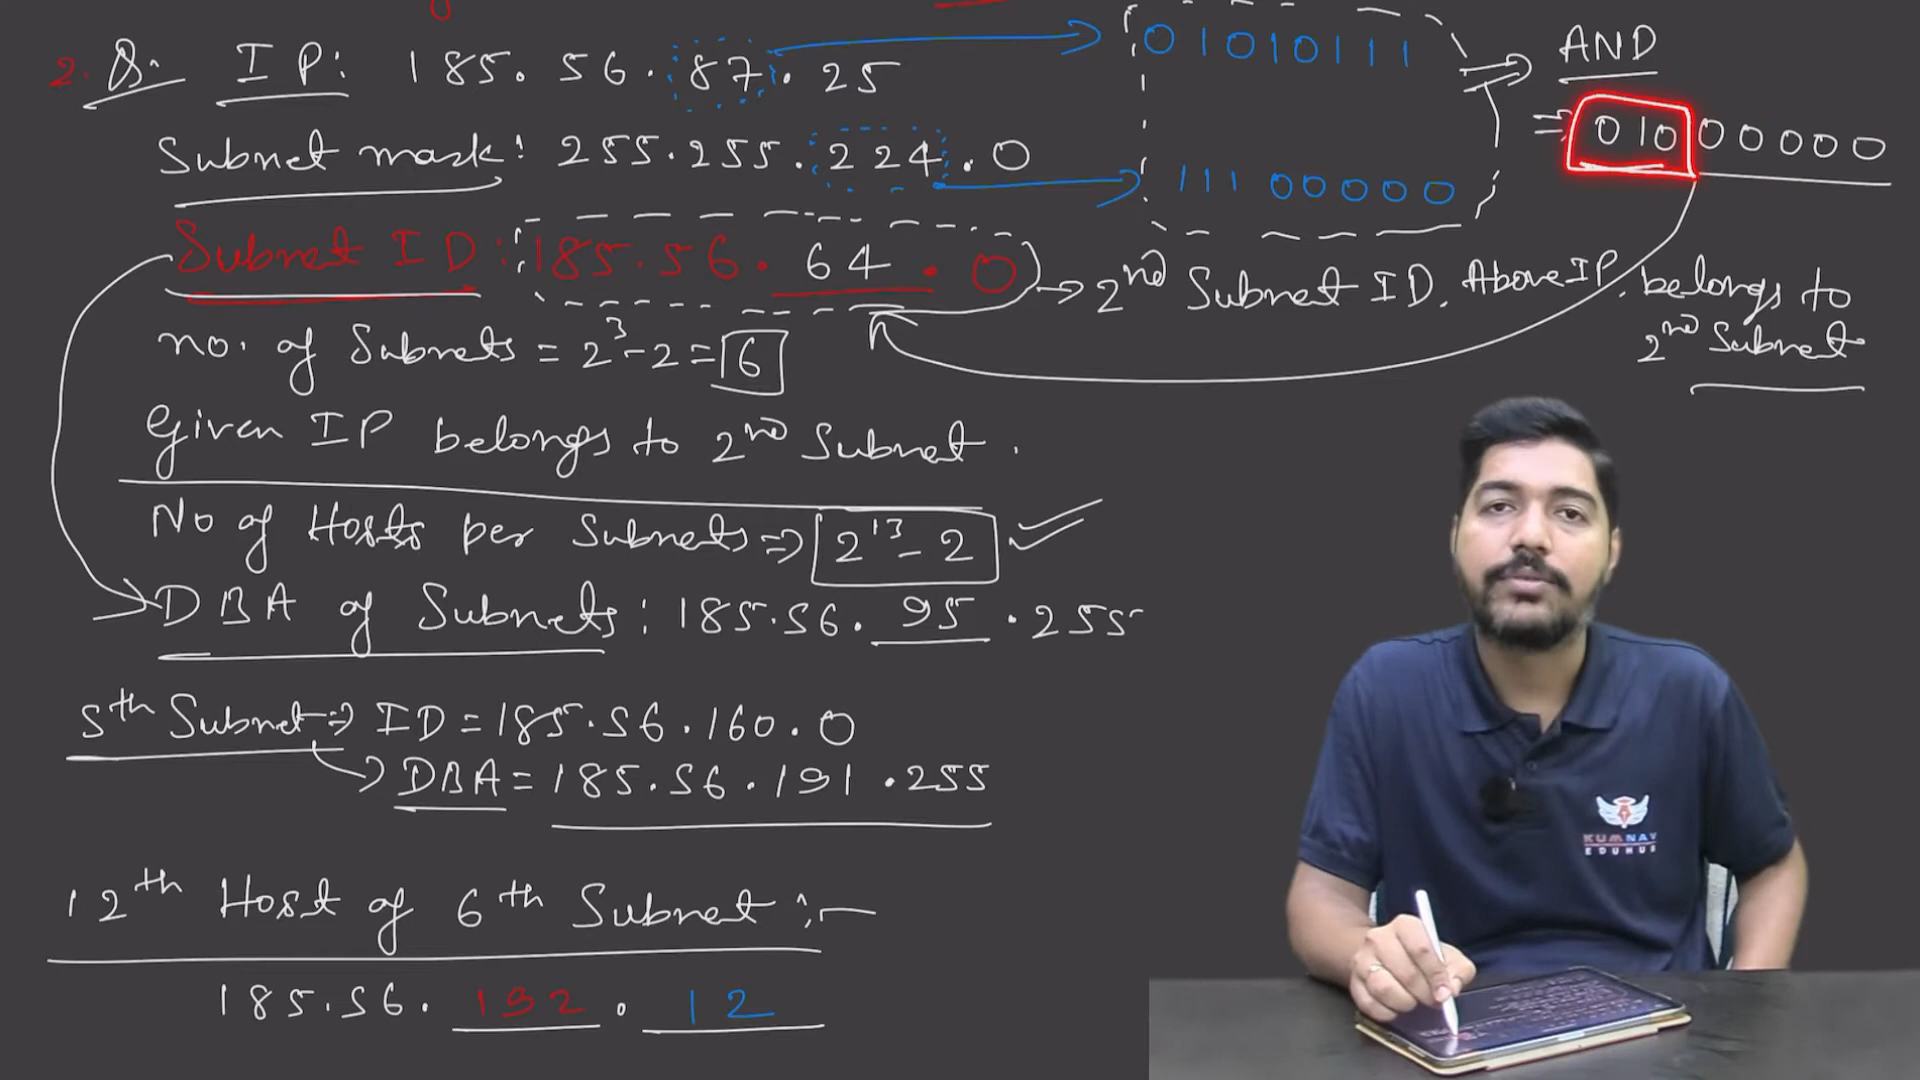 2. Q:- IP: 185.56.87.25
01010111
AND
Subnet mask: 255.255.224.0
11100000
⇒ 01000000
Subnet ID: 185.56.64.0 → 2nd Subnet ID. Above IP. belongs to
2nd Subnet
no. of Subnets = 2³-2 = 6
Given IP belongs to 2nd Subnet.
No of Hosts per Subnets ⇒ 2¹³-2
DBA of Subnets: 185.56.95.255
5th Subnet ⇒ ID = 185.56.160.0
→ DBA = 185.56.191.255
12th Host of 6th Subnet :-
185.56.192.12
KUMNAV
EDUHUB